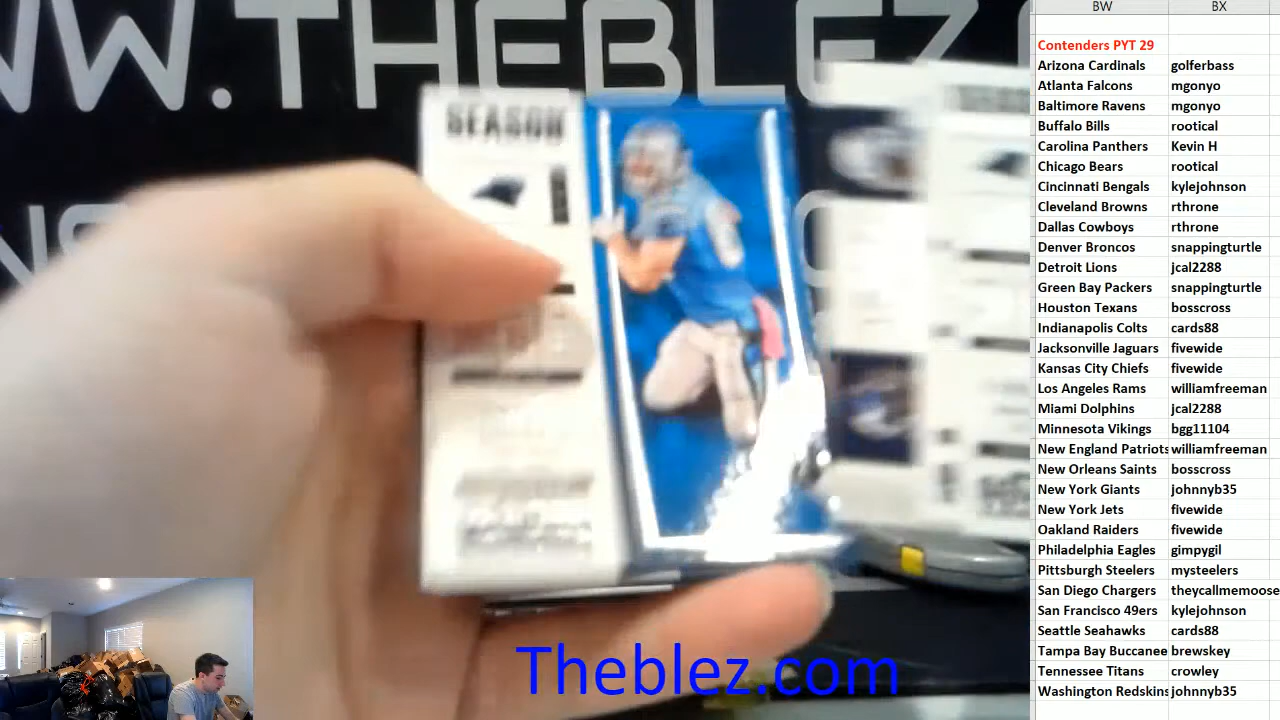 WWW.THEBLEZ.
SEASON
Theblez.com
BW BX
Contenders PYT 29
Arizona Cardinals golferbass
Atlanta Falcons mgonyo
Baltimore Ravens mgonyo
Buffalo Bills rootical
Carolina Panthers Kevin H
Chicago Bears rootical
Cincinnati Bengals kylejohnson
Cleveland Browns rthrone
Dallas Cowboys rthrone
Denver Broncos snappingturtle
Detroit Lions jcal2288
Green Bay Packers snappingturtle
Houston Texans bosscross
Indianapolis Colts cards88
Jacksonville Jaguars fivewide
Kansas City Chiefs fivewide
Los Angeles Rams williamfreeman
Miami Dolphins jcal2288
Minnesota Vikings bgg11104
New England Patriots williamfreeman
New Orleans Saints bosscross
New York Giants johnnyb35
New York Jets fivewide
Oakland Raiders fivewide
Philadelphia Eagles gimpygil
Pittsburgh Steelers mysteelers
San Diego Chargers theycallmemoose
San Francisco 49ers kylejohnson
Seattle Seahawks cards88
Tampa Bay Buccanee brewskey
Tennessee Titans crowley
Washington Redskins johnnyb35